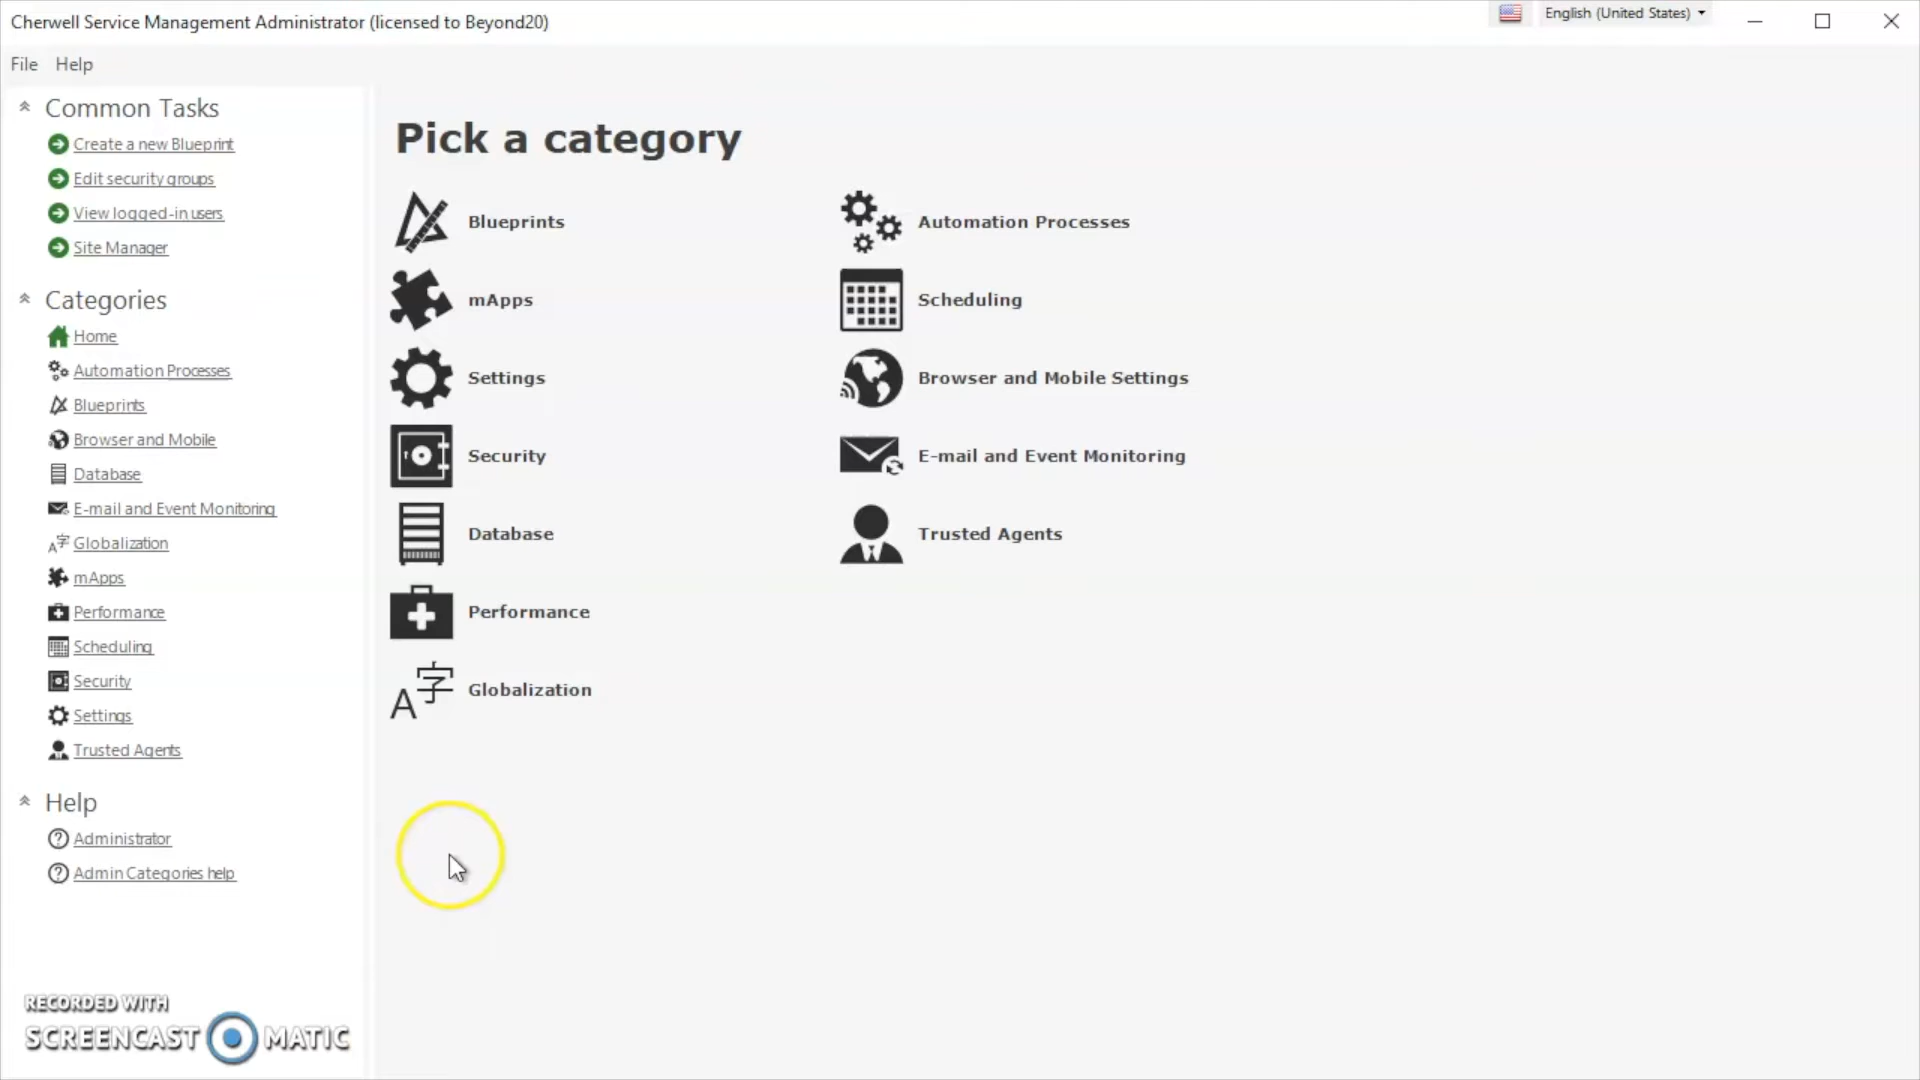 Cherwell Service Management Administrator (licensed to Beyond20)
English (United States)
File Help
Common Tasks
Create a new Blueprint
Edit security groups
View logged-in users
Site Manager
Categories
Home
Automation Processes
Blueprints
Browser and Mobile
Database
E-mail and Event Monitoring
A字 Globalization
mApps
Performance
Scheduling
Security
Settings
Trusted Agents
Help
Administrator
Admin Categories help
Pick a category
Blueprints
Automation Processes
mApps
Scheduling
Settings
Browser and Mobile Settings
Security
E-mail and Event Monitoring
Database
Trusted Agents
Performance
A字 Globalization
RECORDED WITH
SCREENCAST MATIC